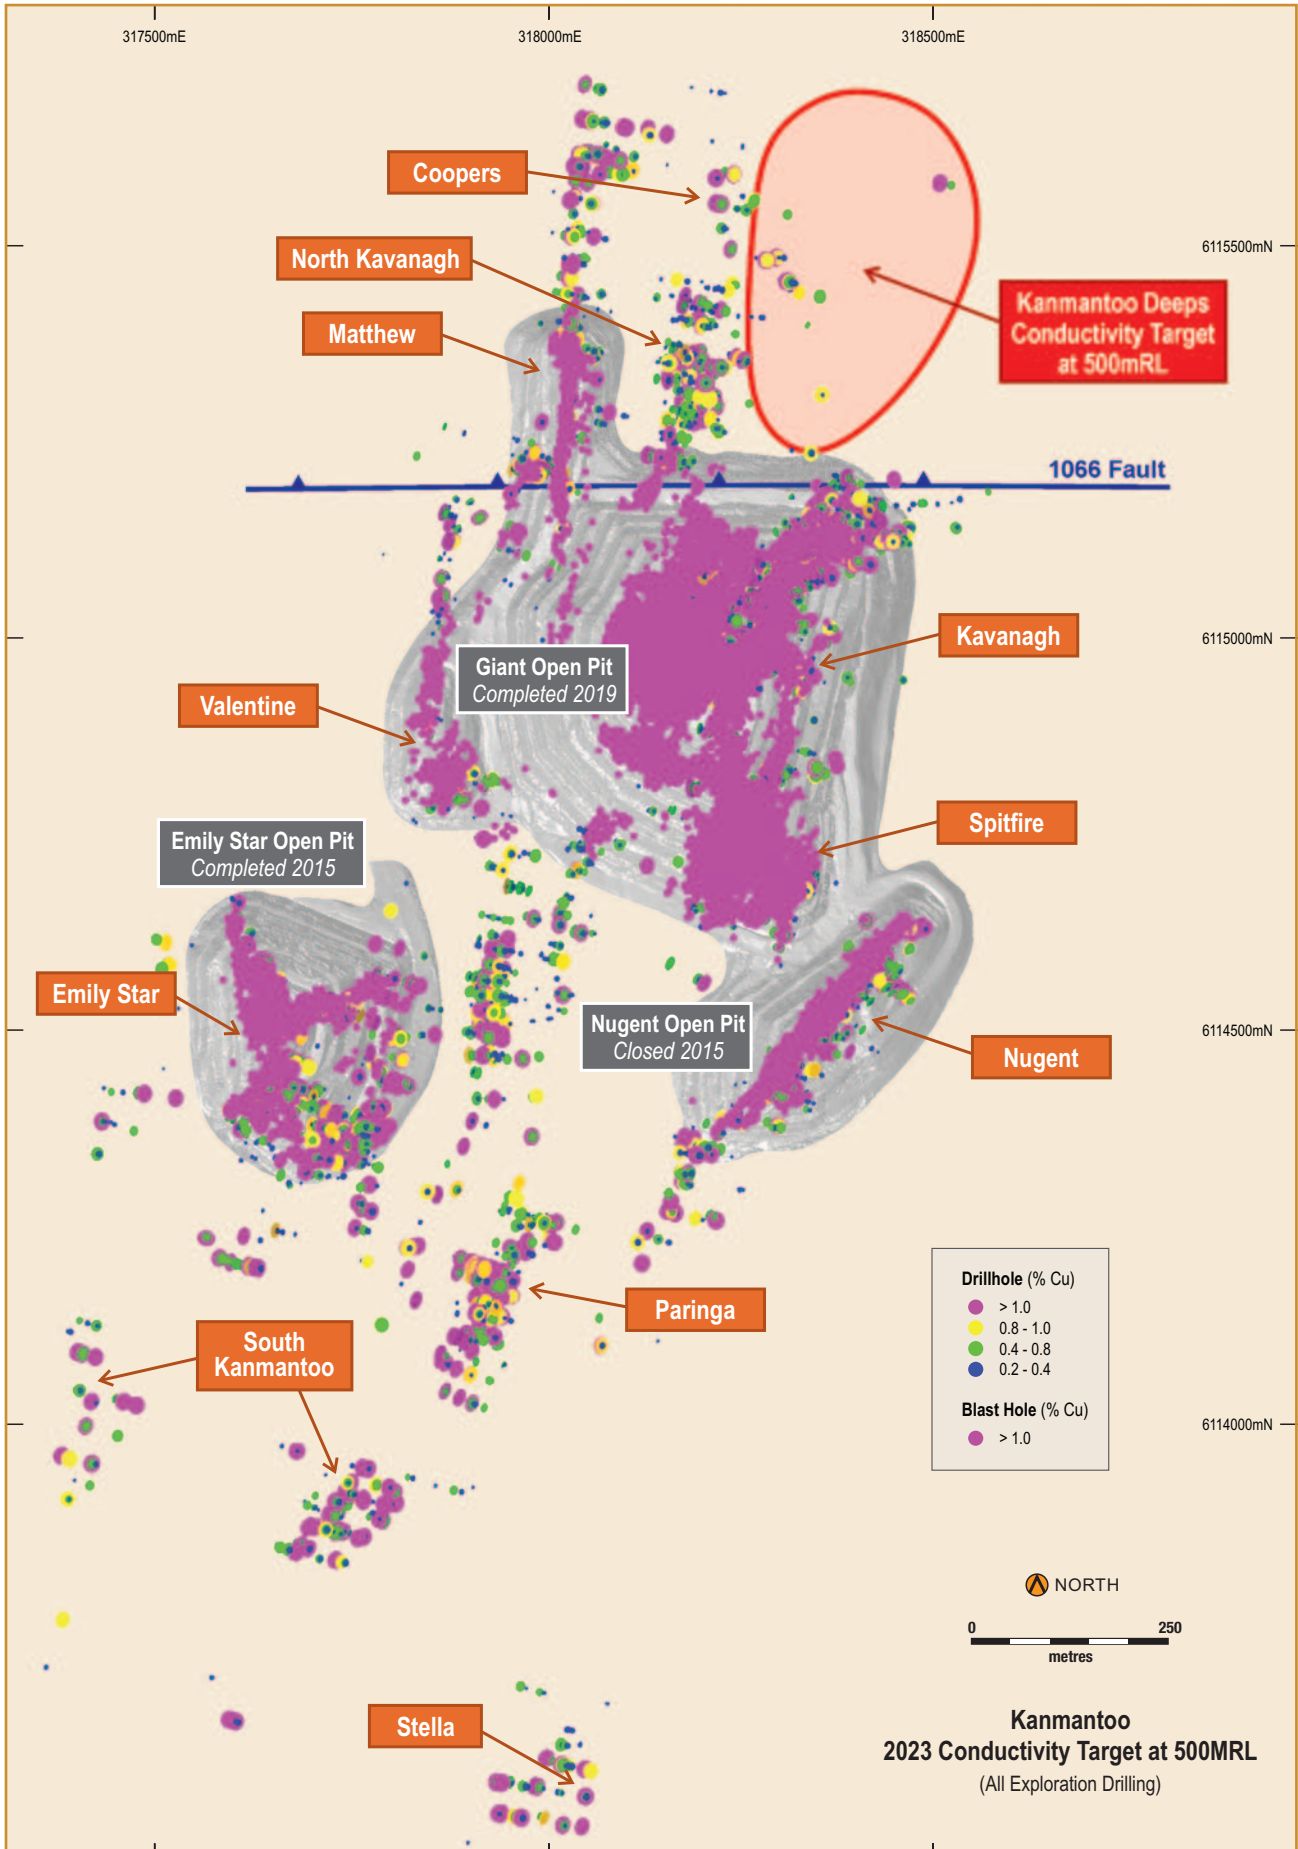 317500mE
318000mE
318500mE
Coopers
North Kavanagh
6115500mN
Matthew
Kanmantoo Deeps
Conductivity Target
at 500mRL
1066 Fault
Kavanagh
6115000mN
Giant Open Pit
Completed 2019
Valentine
Spitfire
Emily Star Open Pit
Completed 2015
Emily Star
Nugent Open Pit
Closed 2015
6114500mN
Nugent
Drillhole (% Cu)
> 1.0
0.8 - 1.0
0.4 - 0.8
0.2 - 0.4
Blast Hole (% Cu)
> 1.0
Paringa
South
Kanmantoo
6114000mN
NORTH
0 250
metres
Stella
Kanmantoo
2023 Conductivity Target at 500MRL
(All Exploration Drilling)